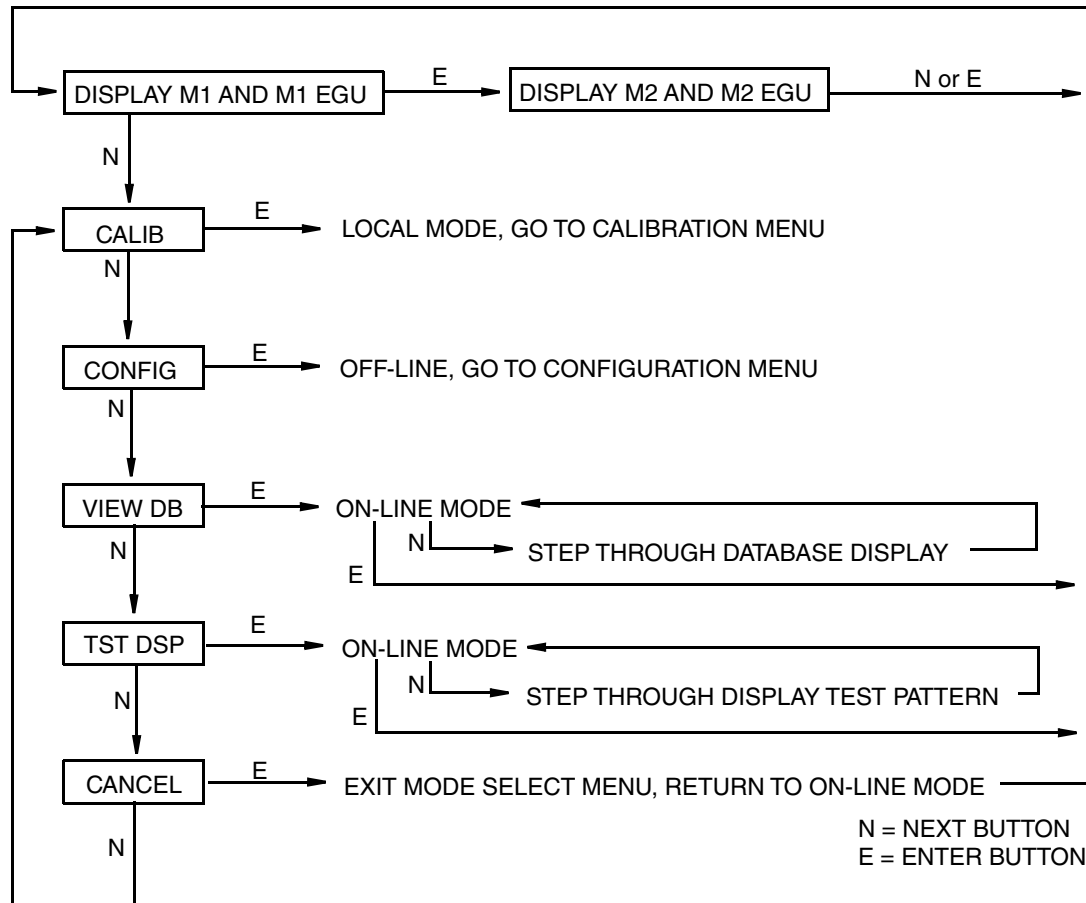 E
N or E
DISPLAY M1 AND M1 EGU
DISPLAY M2 AND M2 EGU
N
E
CALIB
LOCAL MODE, GO TO CALIBRATION MENU
N
E
CONFIG
OFF-LINE, GO TO CONFIGURATION MENU
N
E
VIEW DB
ON-LINE MODE
N
N
STEP THROUGH DATABASE DISPLAY
E
E
TST DSP
ON-LINE MODE
N
N
STEP THROUGH DISPLAY TEST PATTERN
E
E
CANCEL
EXIT MODE SELECT MENU, RETURN TO ON-LINE MODE
N
N = NEXT BUTTON
E = ENTER BUTTON